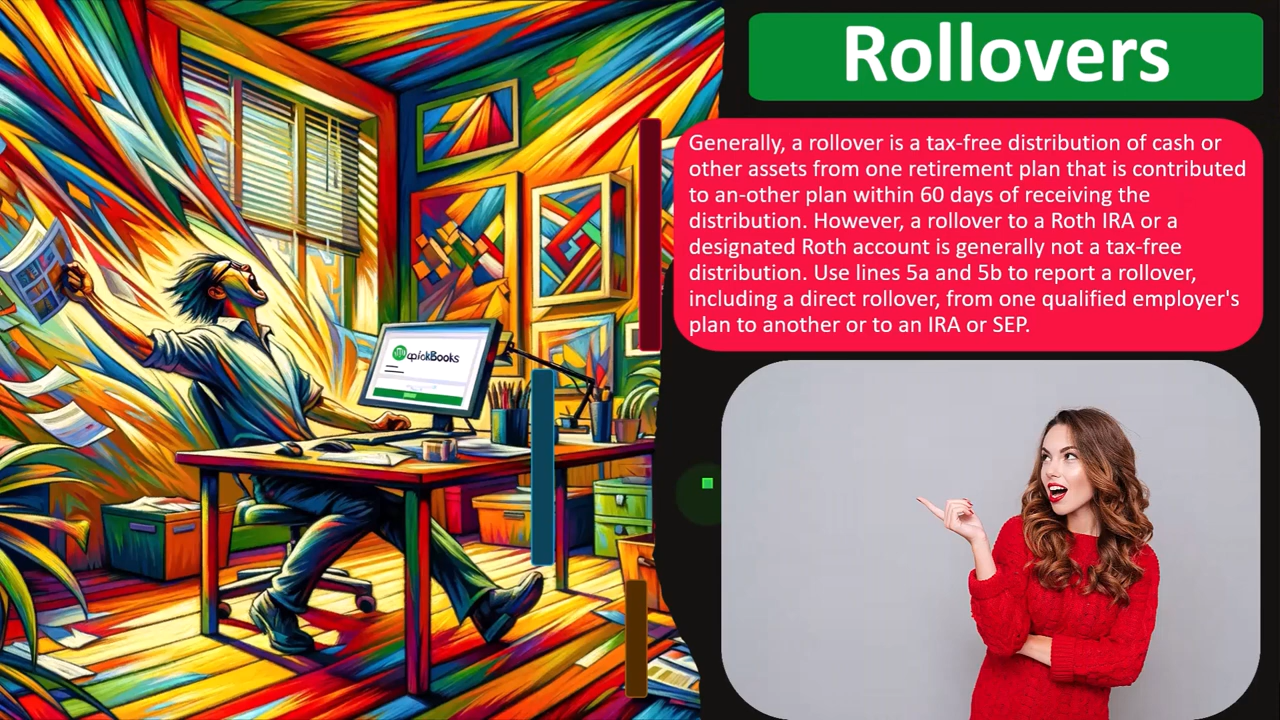 Rollovers
Generally, a rollover is a tax-free distribution of cash or
other assets from one retirement plan that is contributed
to an-other plan within 60 days of receiving the
distribution. However, a rollover to a Roth IRA or a
designated Roth account is generally not a tax-free
distribution. Use lines 5a and 5b to report a rollover,
including a direct rollover, from one qualified employer's
plan to another or to an IRA or SEP.
qpickBooks